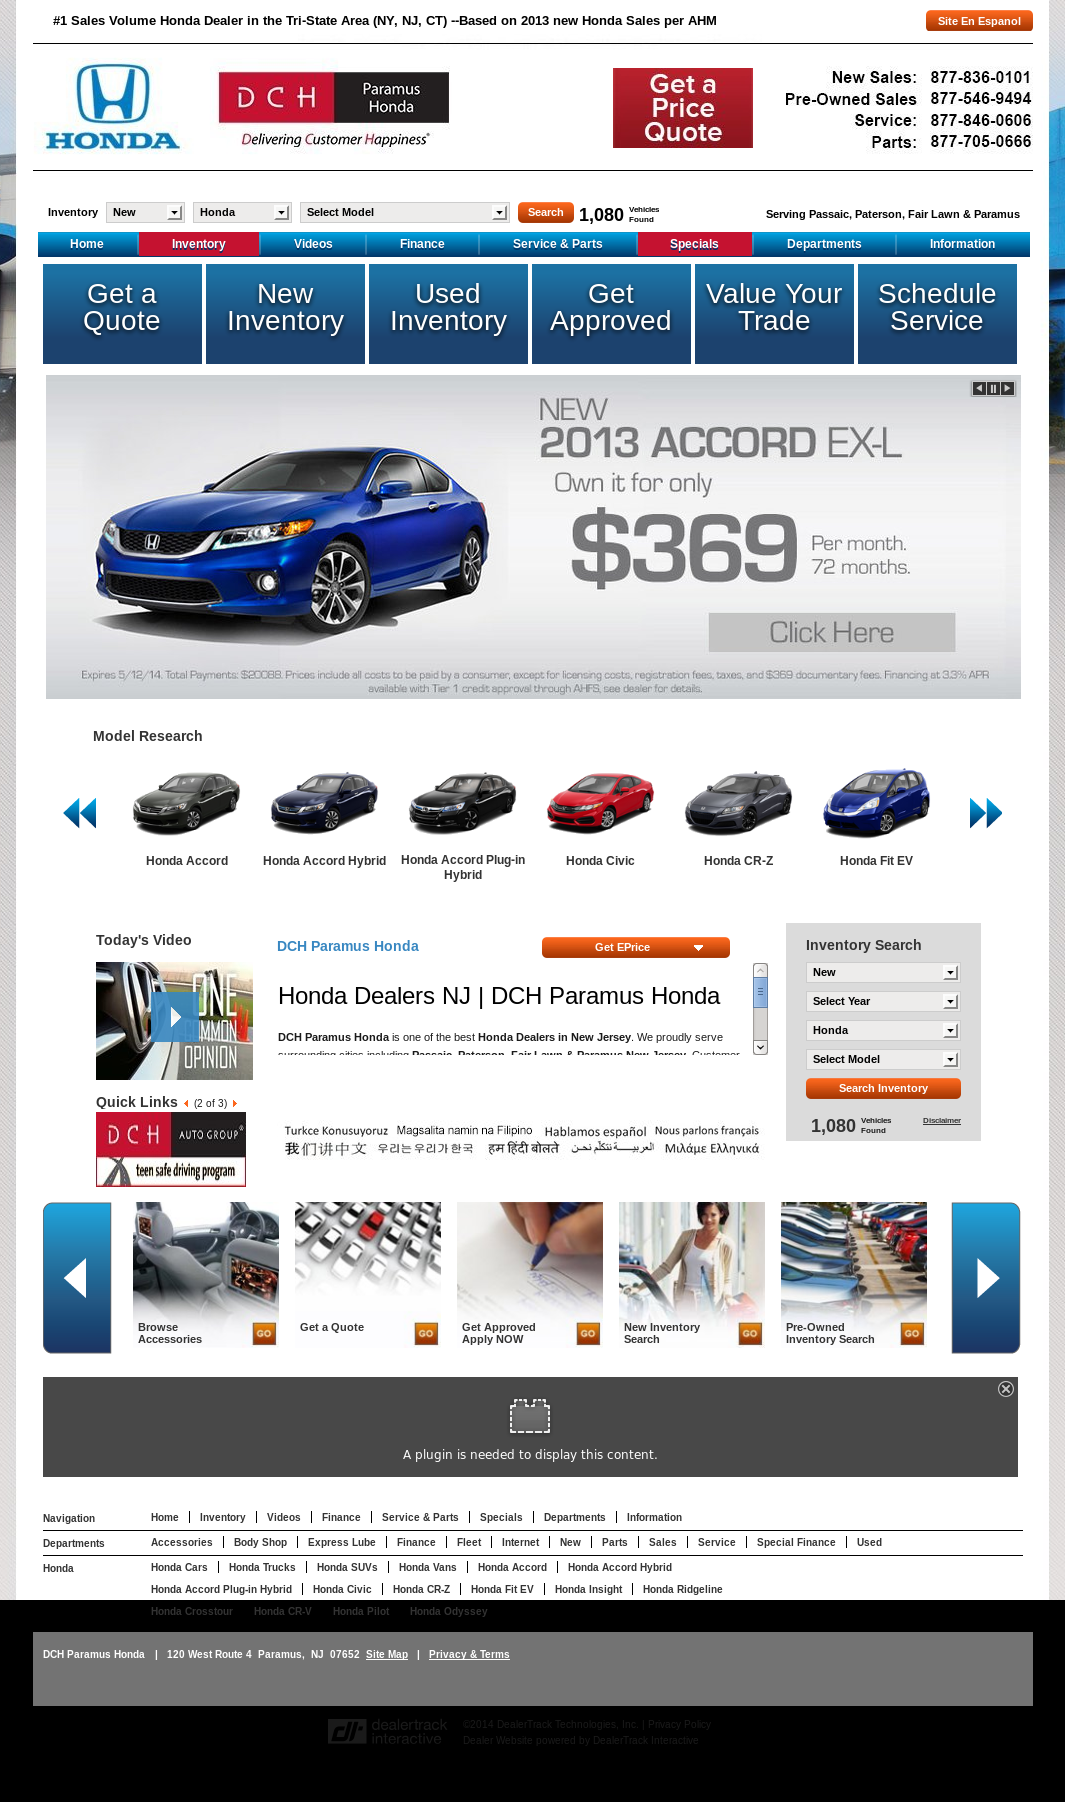 #1 Sales Volume Honda Dealer in the Tri-State Area (NY, NJ, CT) --Based on 2013 new Honda Sales per AHM
Site En Espanol
HONDA
DCH Paramus Honda
Delivering Customer Happiness®
Get a Price Quote
New Sales: 877-836-0101
Pre-Owned Sales 877-546-9494
Service: 877-846-0606
Parts: 877-705-0666
Inventory New Honda Select Model Search 1,080 Vehicles Found
Serving Passaic, Paterson, Fair Lawn & Paramus
Home Inventory Videos Finance Service & Parts Specials Departments Information
Get a Quote
New Inventory
Used Inventory
Get Approved
Value Your Trade
Schedule Service
NEW
2013 ACCORD EX-L
Own it for only
$369
Per month.
72 months.
Click Here
Expires 5/12/14. Total Payments: $20088. Prices include all costs to be paid by a consumer, except for licensing costs, registration fees, taxes, and $369 documentary fees. Financing at 3.3% APR
available with Tier 1 credit approval through AHFS, see dealer for details.
Model Research
Honda Accord
Honda Accord Hybrid
Honda Accord Plug-in Hybrid
Honda Civic
Honda CR-Z
Honda Fit EV
Today's Video
ONE COMMON OPINION
Quick Links (2 of 3)
DCH AUTO GROUP®
teen safe driving program
DCH Paramus Honda
Get EPrice
Honda Dealers NJ | DCH Paramus Honda
DCH Paramus Honda is one of the best Honda Dealers in New Jersey. We proudly serve
surrounding cities including Passaic, Paterson, Fair Lawn & Paramus New Jersey. Customer
Turkce Konusuyoruz Magsalita namin na Filipino Hablamos español Nous parlons français
我们讲中文 우리는 우리가 한국 हम हिंदी बोलते العربية نتكلم نحن Μιλάμε Ελληνικά
Inventory Search
New
Select Year
Honda
Select Model
Search Inventory
1,080 Vehicles Found
Disclaimer
Browse Accessories GO
Get a Quote GO
Get Approved Apply NOW GO
New Inventory Search GO
Pre-Owned Inventory Search GO
A plugin is needed to display this content.
Navigation Home Inventory Videos Finance Service & Parts Specials Departments Information
Departments Accessories Body Shop Express Lube Finance Fleet Internet New Parts Sales Service Special Finance Used
Honda Honda Cars Honda Trucks Honda SUVs Honda Vans Honda Accord Honda Accord Hybrid
Honda Accord Plug-in Hybrid Honda Civic Honda CR-Z Honda Fit EV Honda Insight Honda Ridgeline
Honda Crosstour Honda CR-V Honda Pilot Honda Odyssey
DCH Paramus Honda | 120 West Route 4 Paramus, NJ 07652 Site Map | Privacy & Terms
dealertrack interactive
©2014 DealerTrack Technologies, Inc. | Privacy Policy
Dealer Website powered by DealerTrack Interactive